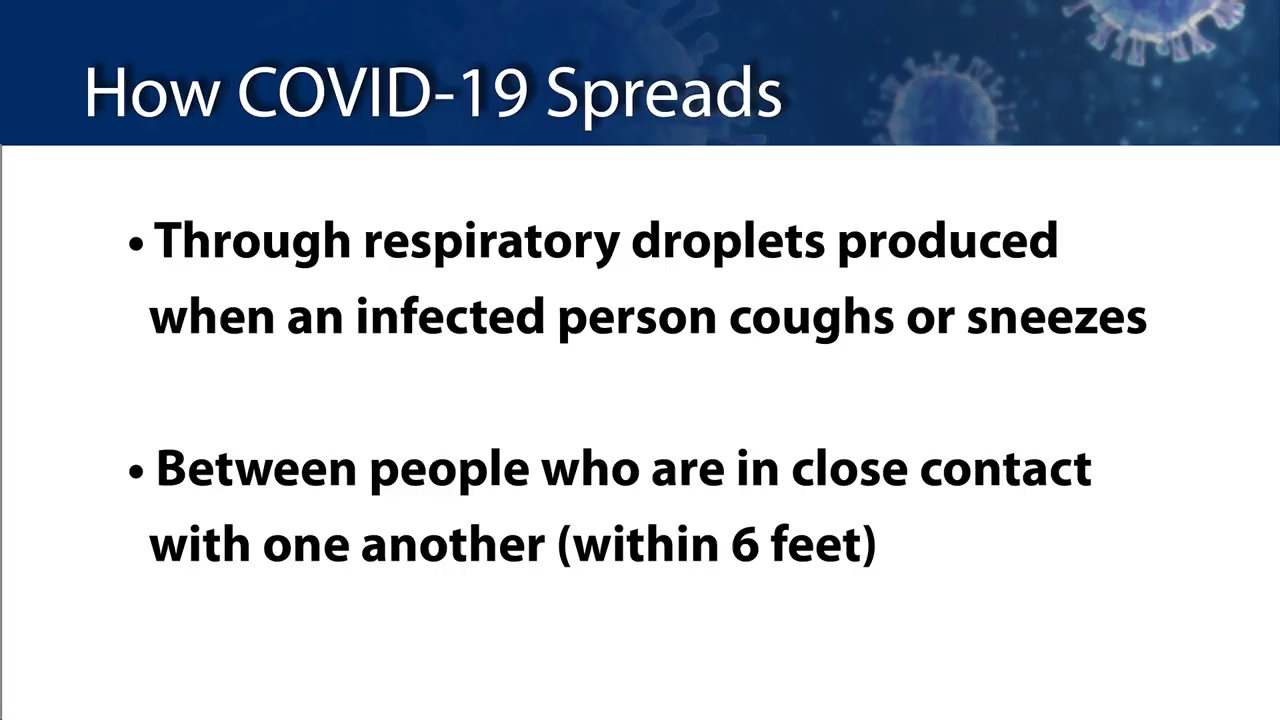 How COVID-19 Spreads
• Through respiratory droplets produced
when an infected person coughs or sneezes
• Between people who are in close contact
with one another (within 6 feet)